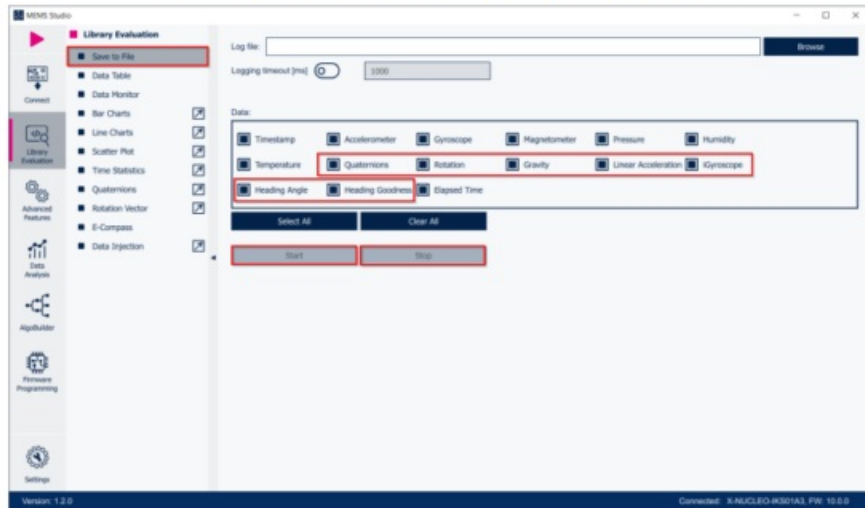 MEMS Studio
Connect
Library Evaluation
Advanced Features
Data Analysis
AlgoBuilder
Firmware Programming
Settings
Library Evaluation
Save to File
Data Table
Data Monitor
Bar Charts
Line Charts
Scatter Plot
Time Statistics
Quaternions
Rotation Vector
E-Compass
Data Injection
Log file:
Browse
Logging timeout [ms]
1000
Data:
Timestamp Accelerometer Gyroscope Magnetometer Pressure Humidity
Temperature Quaternions Rotation Gravity Linear Acceleration iGyroscope
Heading Angle Heading Goodness Elapsed Time
Select All Clear All
Start Stop
Version: 1.2.0 Connected: X-NUCLEO-IKS01A3, FW: 10.0.0